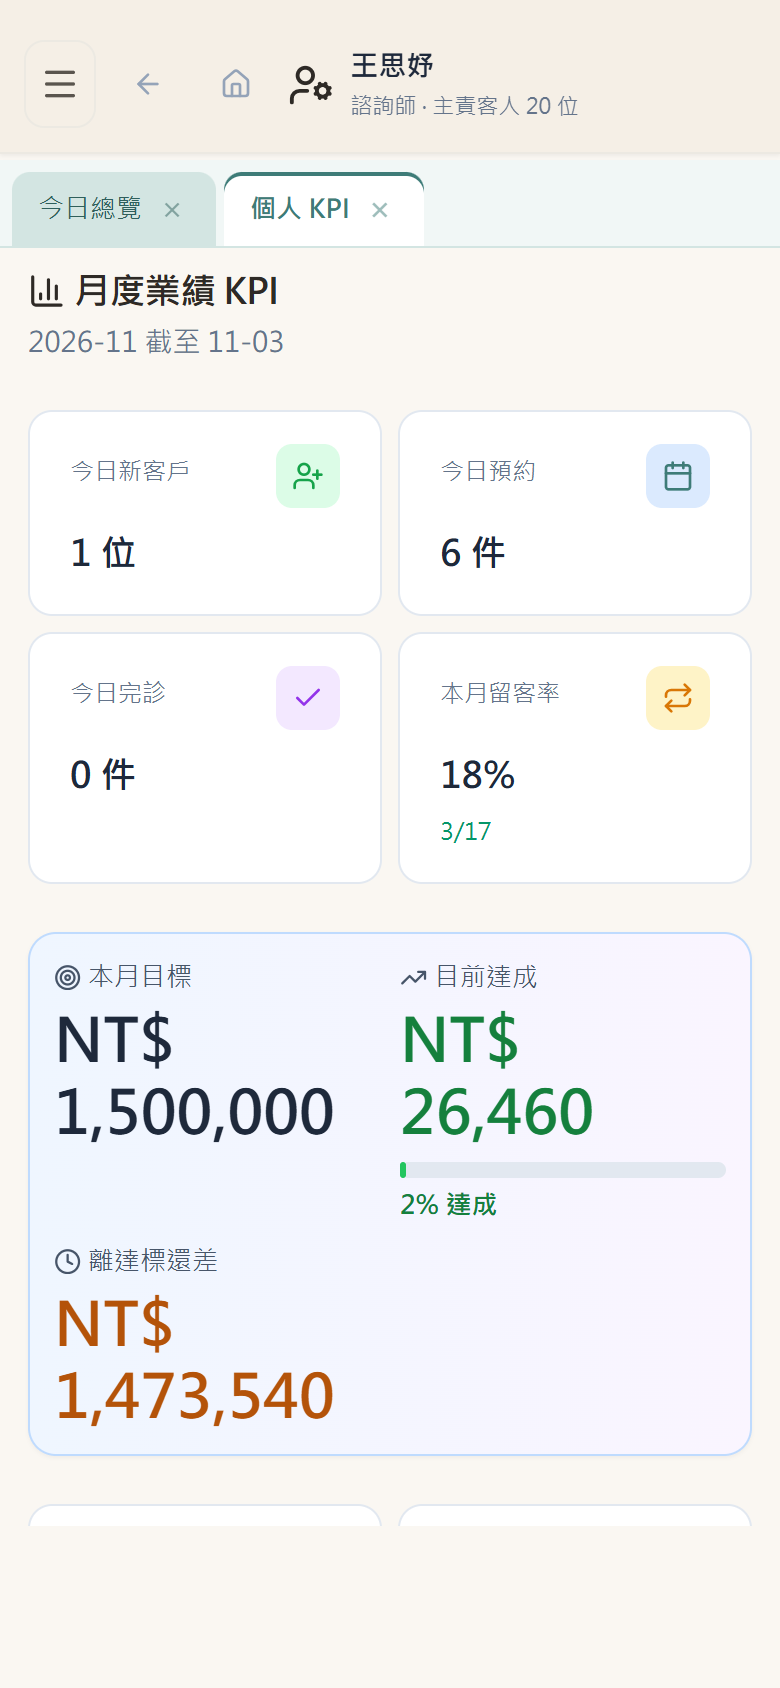 王思妤
諮詢師 · 主責客人 20 位
今日總覽
個人 KPI
月度業績 KPI
2026-11 截至 11-03
今日新客戶
1 位
今日預約
6 件
今日完診
0 件
本月留客率
18%
3/17
本月目標
NT$
1,500,000
目前達成
NT$
26,460
2% 達成
離達標還差
NT$
1,473,540